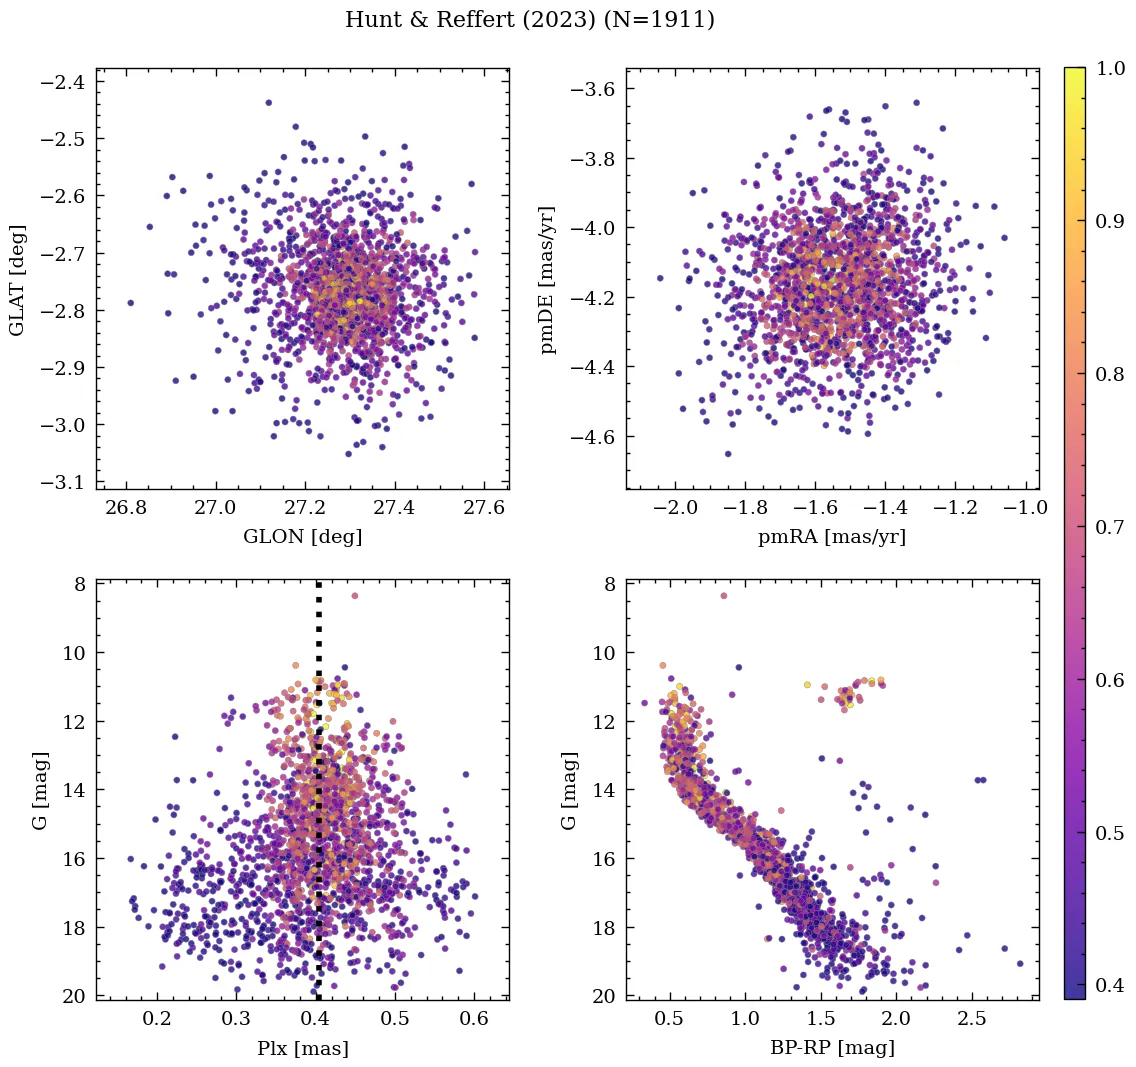 Hunt & Reffert (2023) (N=1911)
−2.4
−2.5
−2.6
−2.7
−2.8
−2.9
−3.0
−3.1
GLAT [deg]
26.8 27.0 27.2 27.4 27.6
GLON [deg]
−3.6
−3.8
−4.0
−4.2
−4.4
−4.6
pmDE [mas/yr]
−2.0 −1.8 −1.6 −1.4 −1.2 −1.0
pmRA [mas/yr]
8
10
12
14
16
18
20
G [mag]
0.2 0.3 0.4 0.5 0.6
Plx [mas]
8
10
12
14
16
18
20
G [mag]
0.5 1.0 1.5 2.0 2.5
BP-RP [mag]
1.0
0.9
0.8
0.7
0.6
0.5
0.4